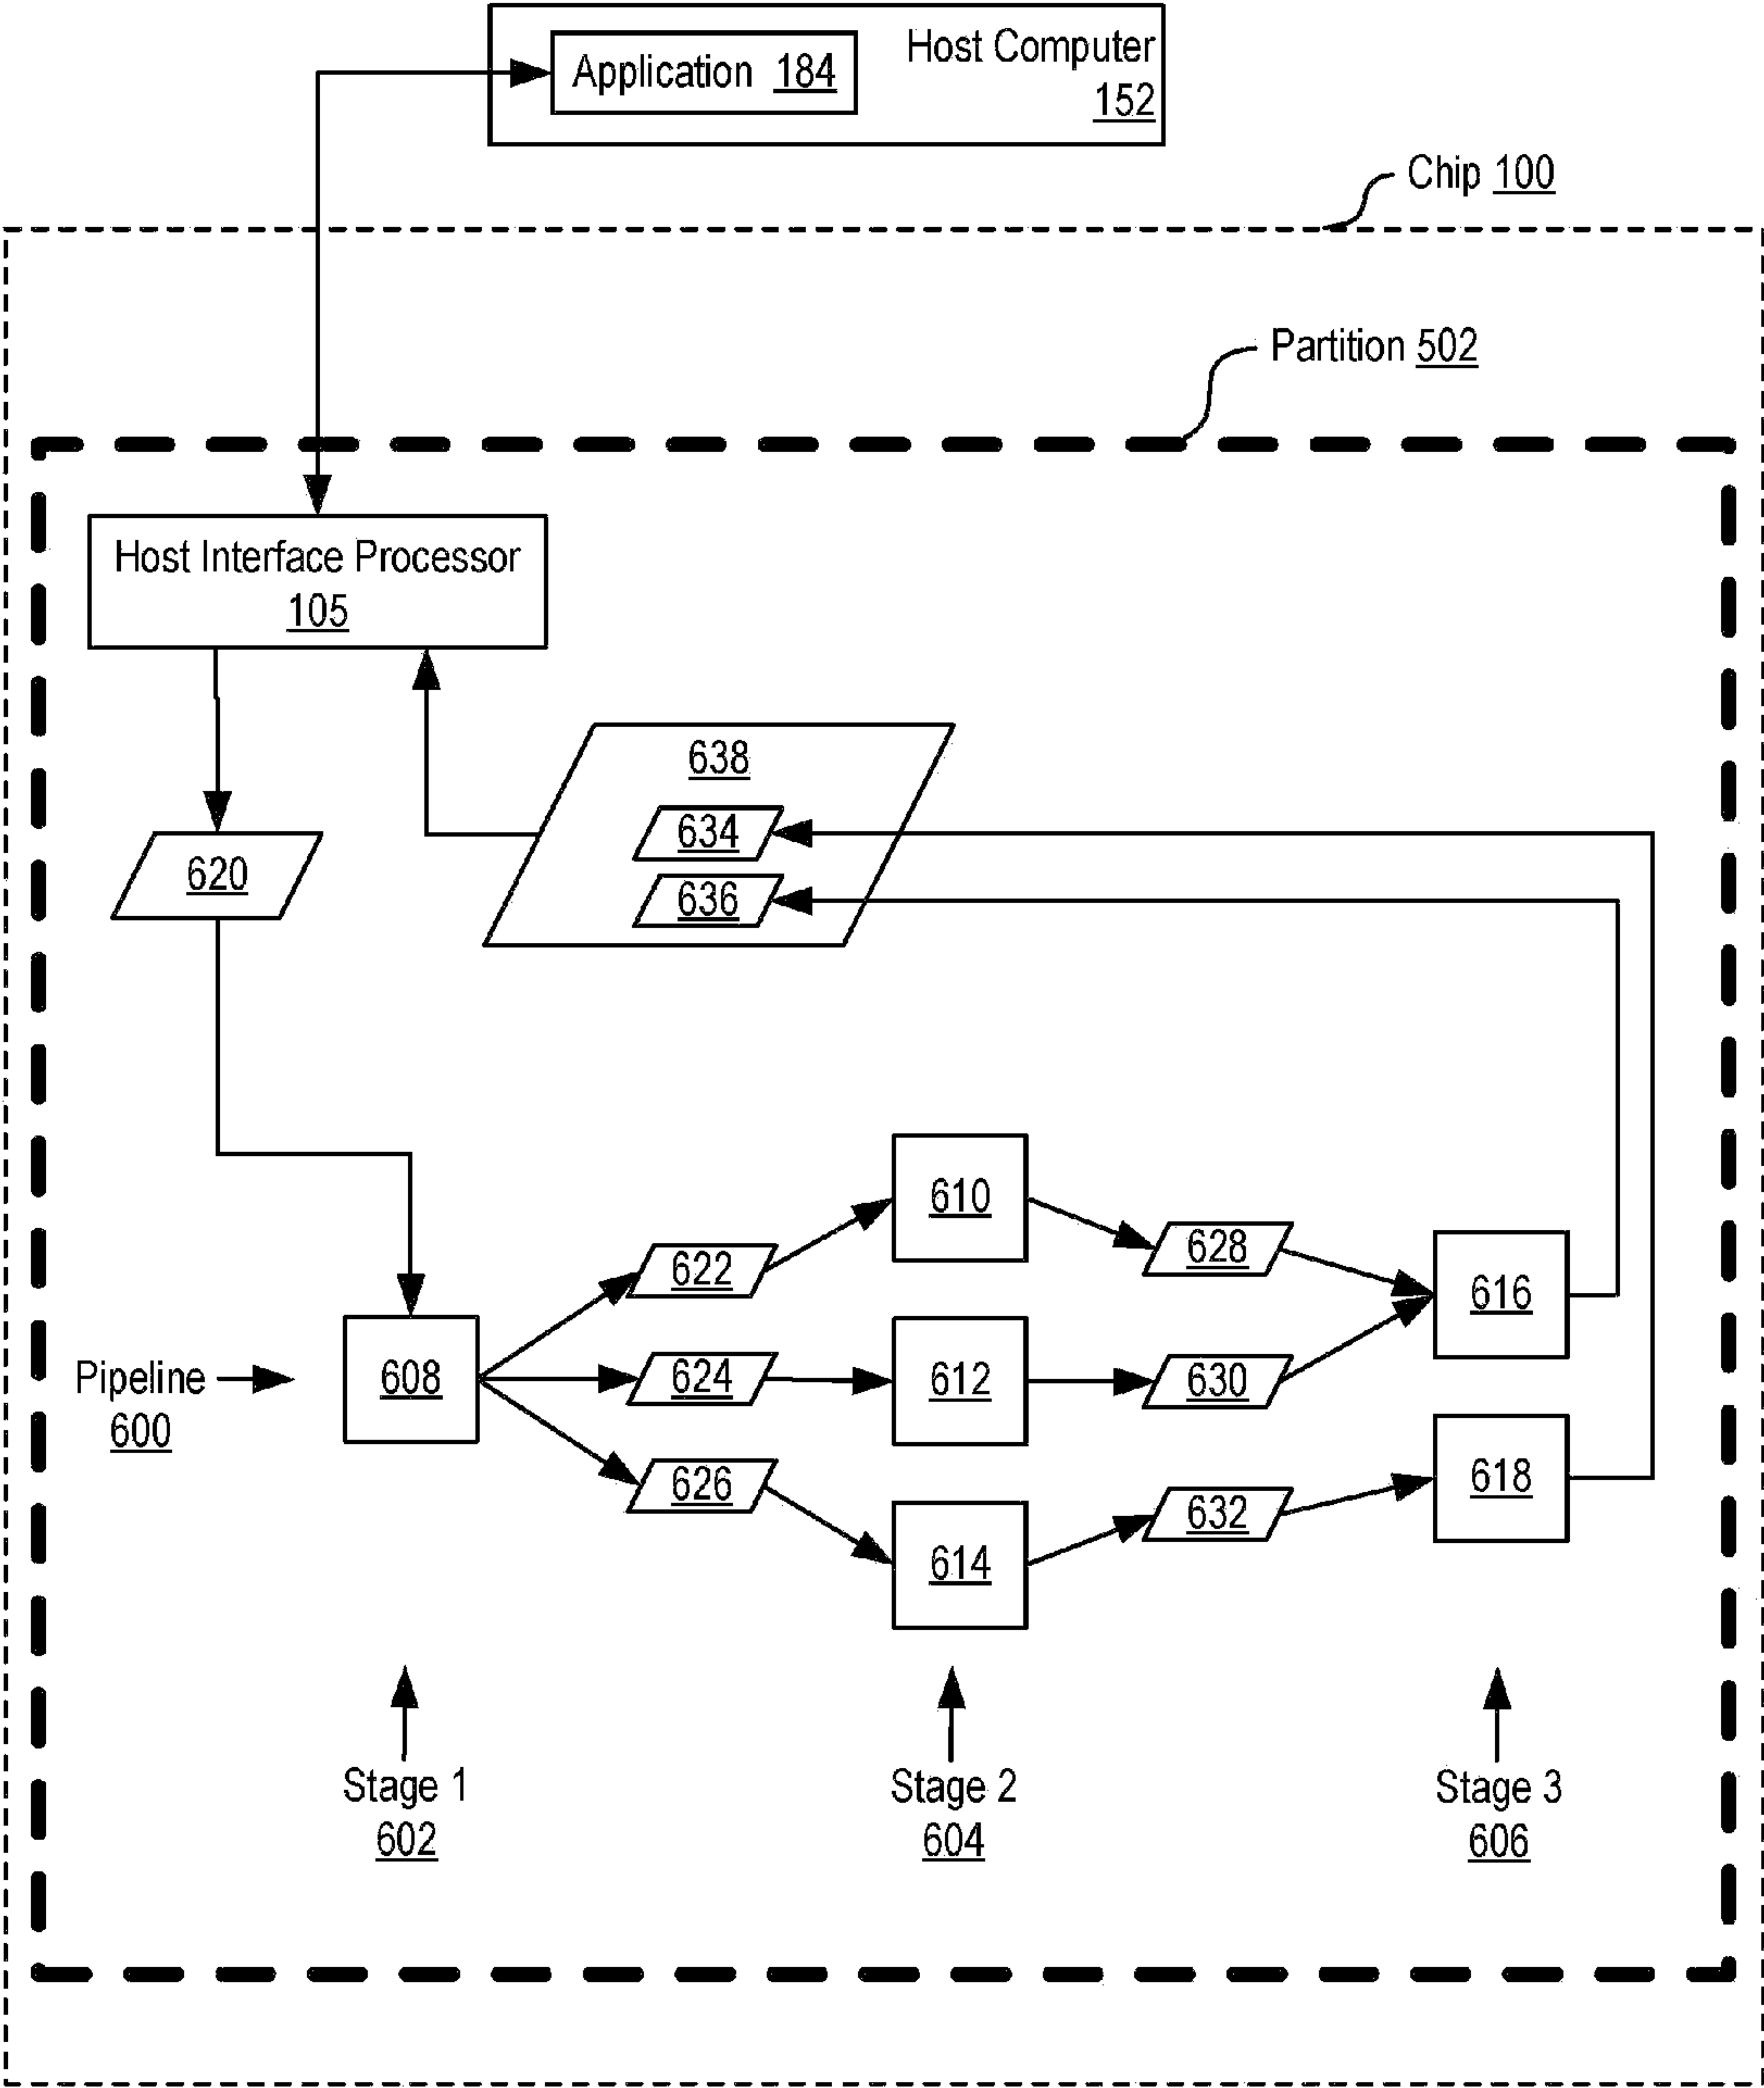 Application 184
Host Computer
152
Chip 100
Partition 502
Host Interface Processor
105
638
634
620
636
610
628
622
616
Pipeline
600
608
624
612
630
626
618
632
614
Stage 1
602
Stage 2
604
Stage 3
606